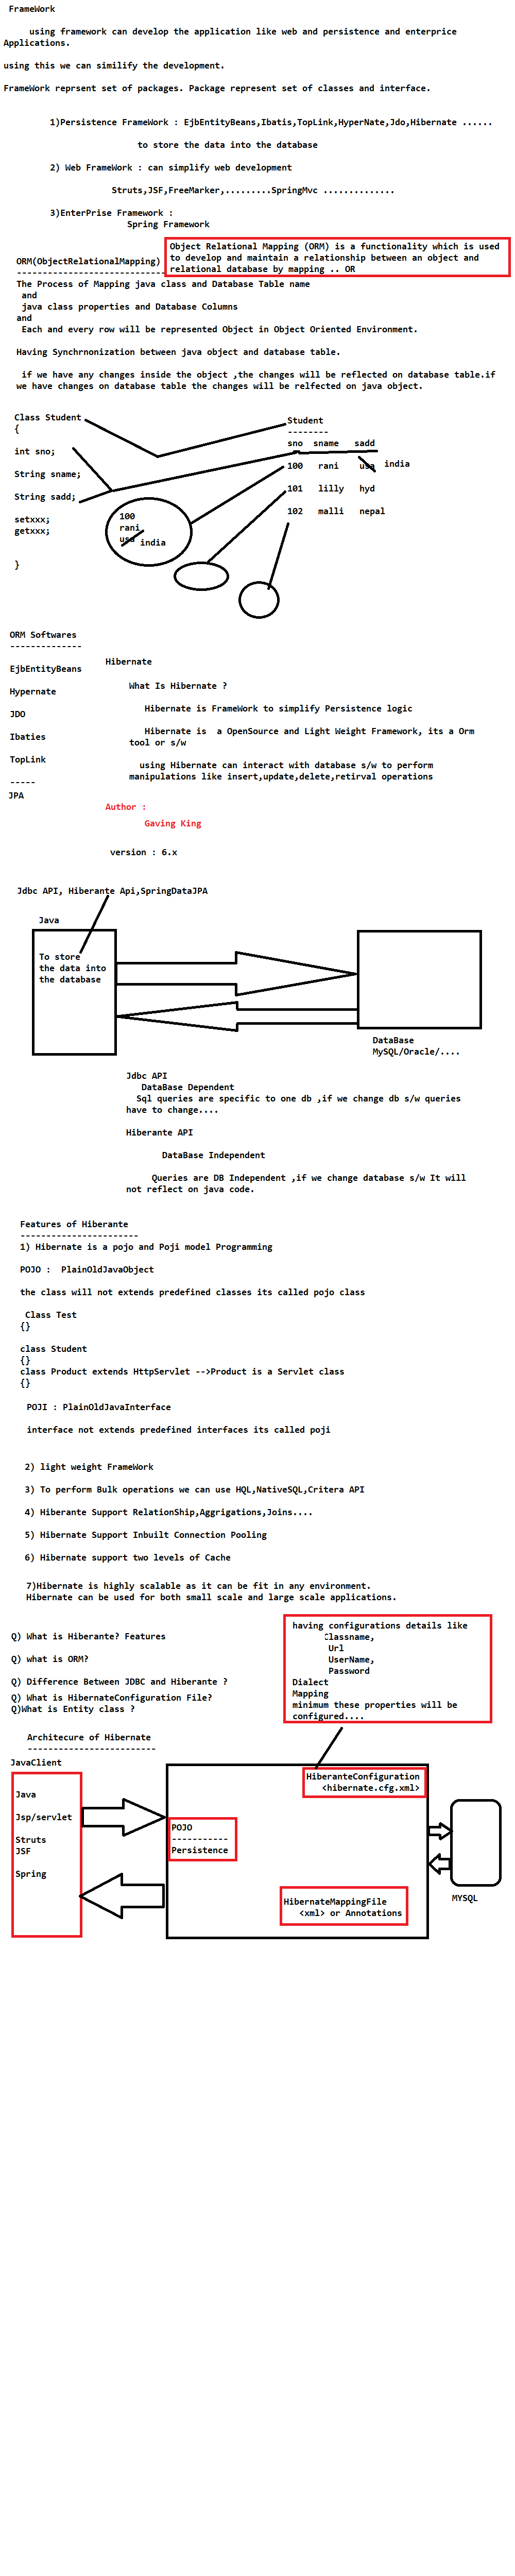 FrameWork
using framework can develop the application like web and persistence and enterprice
Applications.
using this we can similify the development.
FrameWork reprsent set of packages. Package represent set of classes and interface.
1)Persistence FrameWork : EjbEntityBeans,Ibatis,TopLink,HyperNate,Jdo,Hibernate ......
to store the data into the database
2) Web FrameWork : can simplify web development
Struts,JSF,FreeMarker,.........SpringMvc ..............
3)EnterPrise Framework :
Spring Framework
Object Relational Mapping (ORM) is a functionality which is used
to develop and maintain a relationship between an object and
relational database by mapping .. OR
ORM(ObjectRelationalMapping)
-----------------------------
The Process of Mapping java class and Database Table name
and
java class properties and Database Columns
and
Each and every row will be represented Object in Object Oriented Environment.
Having Synchrnonization between java object and database table.
if we have any changes inside the object ,the changes will be reflected on database table.if
we have changes on database table the changes will be relfected on java object.
Class Student
{
int sno;
String sname;
String sadd;
setxxx;
getxxx;
}
100
rani
usa
india
Student
--------
sno sname sadd
100 rani usa india
101 lilly hyd
102 malli nepal
ORM Softwares
--------------
EjbEntityBeans
Hypernate
JDO
Ibaties
TopLink
-----
JPA
Hibernate
What Is Hibernate ?
Hibernate is FrameWork to simplify Persistence logic
Hibernate is a OpenSource and Light Weight Framework, its a Orm
tool or s/w
using Hibernate can interact with database s/w to perform
manipulations like insert,update,delete,retirval operations
Author :
Gaving King
version : 6.x
Jdbc API, Hiberante Api,SpringDataJPA
Java
To store
the data into
the database
DataBase
MySQL/Oracle/....
Jdbc API
DataBase Dependent
Sql queries are specific to one db ,if we change db s/w queries
have to change....
Hiberante API
DataBase Independent
Queries are DB Independent ,if we change database s/w It will
not reflect on java code.
Features of Hiberante
-----------------------
1) Hibernate is a pojo and Poji model Programming
POJO : PlainOldJavaObject
the class will not extends predefined classes its called pojo class
Class Test
{}
class Student
{}
class Product extends HttpServlet -->Product is a Servlet class
{}
POJI : PlainOldJavaInterface
interface not extends predefined interfaces its called poji
2) light weight FrameWork
3) To perform Bulk operations we can use HQL,NativeSQL,Critera API
4) Hiberante Support RelationShip,Aggrigations,Joins....
5) Hibernate Support Inbuilt Connection Pooling
6) Hibernate support two levels of Cache
7)Hibernate is highly scalable as it can be fit in any environment.
Hibernate can be used for both small scale and large scale applications.
Q) What is Hiberante? Features
Q) what is ORM?
Q) Difference Between JDBC and Hiberante ?
Q) What is HibernateConfiguration File?
Q)What is Entity class ?
having configurations details like
Classname,
Url
UserName,
Password
Dialect
Mapping
minimum these properties will be
configured....
Architecure of Hibernate
-------------------------
JavaClient
Java
Jsp/servlet
Struts
JSF
Spring
HiberanteConfiguration
<hibernate.cfg.xml>
POJO
-----------
Persistence
HibernateMappingFile
<xml> or Annotations
MYSQL